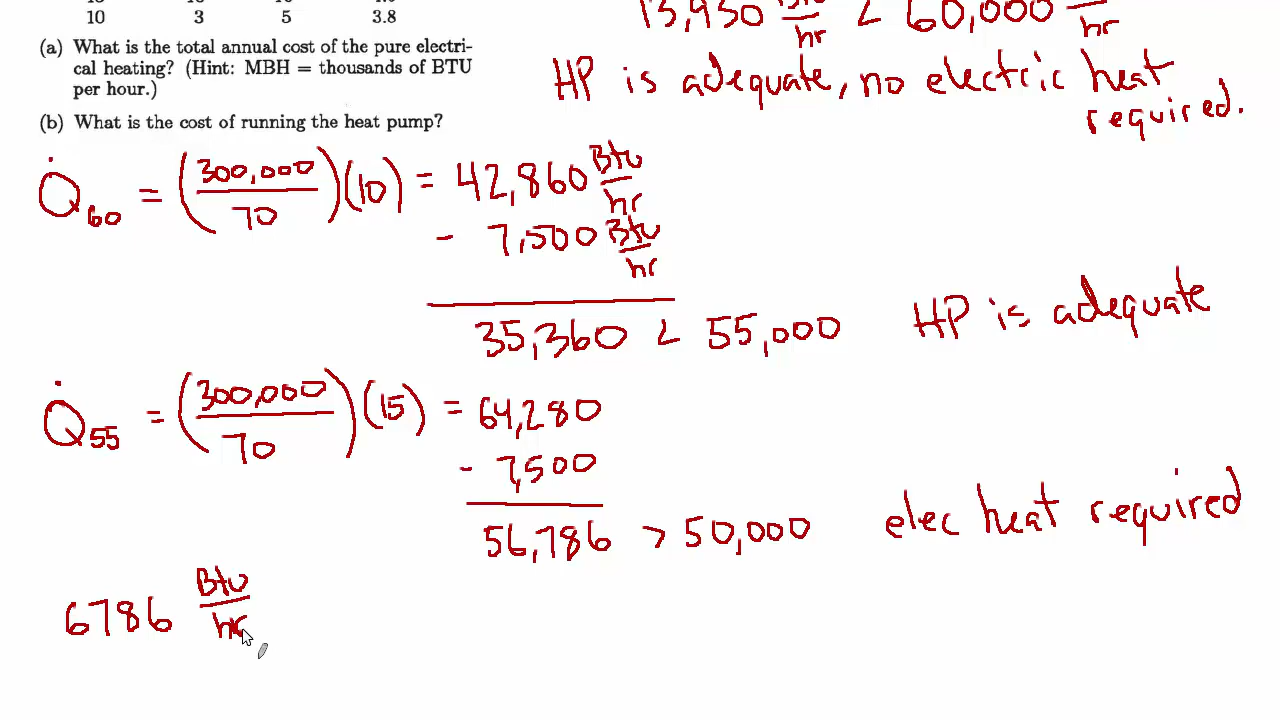 10 3 5 3.8
13,930 Btu/hr < 60,000 /hr
(a) What is the total annual cost of the pure electri-
cal heating? (Hint: MBH = thousands of BTU
per hour.)
HP is adequate, no electric heat
required.
(b) What is the cost of running the heat pump?
Q̇60 = (300,000/70)(10) = 42,860 Btu/hr
- 7,500 Btu/hr
35,360 < 55,000 HP is adequate
Q̇55 = (300,000/70)(15) = 64,280
- 7,500
56,786 > 50,000 elec heat required
6786 Btu/hr